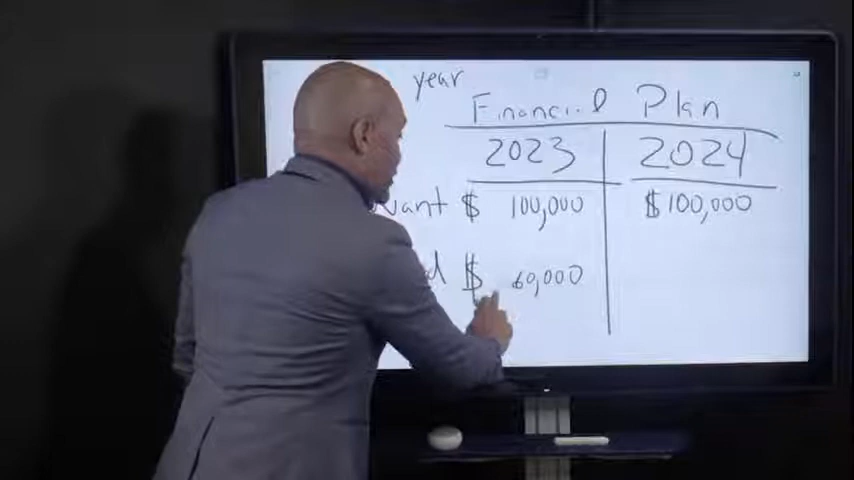 year
Financial Plan
2023 2024
want $ 100,000 $100,000
$ 60,000